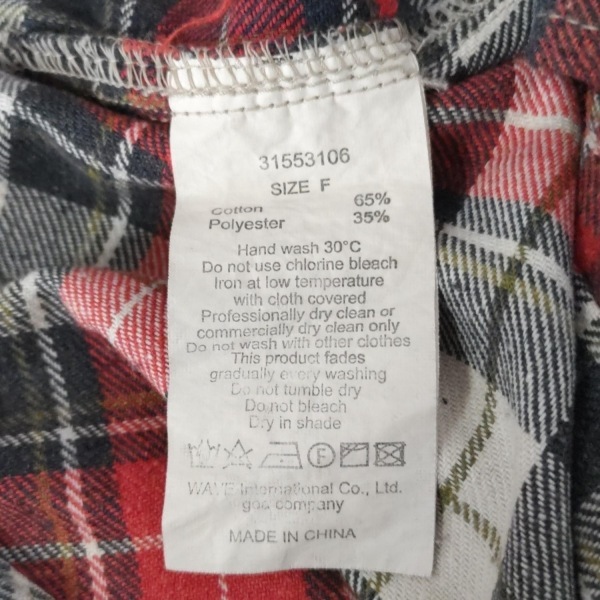 31553106
SIZE F
Cotton 65%
Polyester 35%
Hand wash 30°C
Do not use chlorine bleach
Iron at low temperature
with cloth covered
Professionally dry clean or
commercially dry clean only
Do not wash with other clothes
This product fades
gradually every washing
Do not tumble dry
Do not bleach
Dry in shade
F
WAVE International Co., Ltd.
goa company
MADE IN CHINA